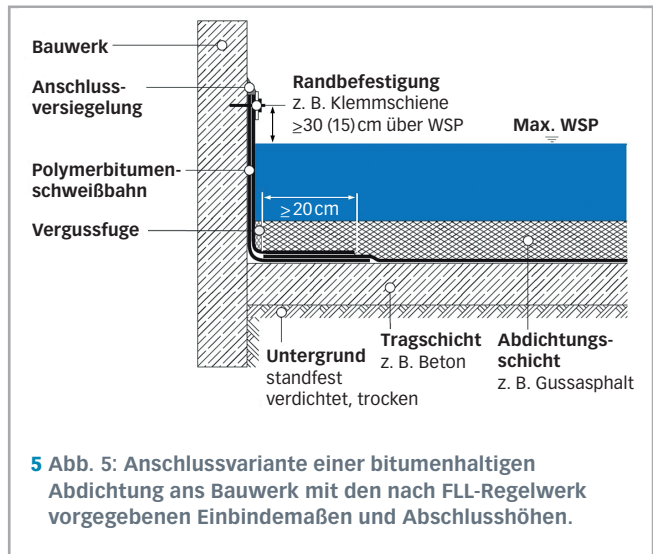 Bauwerk
Anschluss-
versiegelung
Randbefestigung
z. B. Klemmschiene
≥30 (15) cm über WSP
Max. WSP
Polymerbitumen-
schweißbahn
≥ 20 cm
Vergussfuge
Untergrund
standfest
verdichtet, trocken
Tragschicht
z. B. Beton
Abdichtungs-
schicht
z. B. Gussasphalt
5 Abb. 5: Anschlussvariante einer bitumenhaltigen
Abdichtung ans Bauwerk mit den nach FLL-Regelwerk
vorgegebenen Einbindemaßen und Abschlusshöhen.